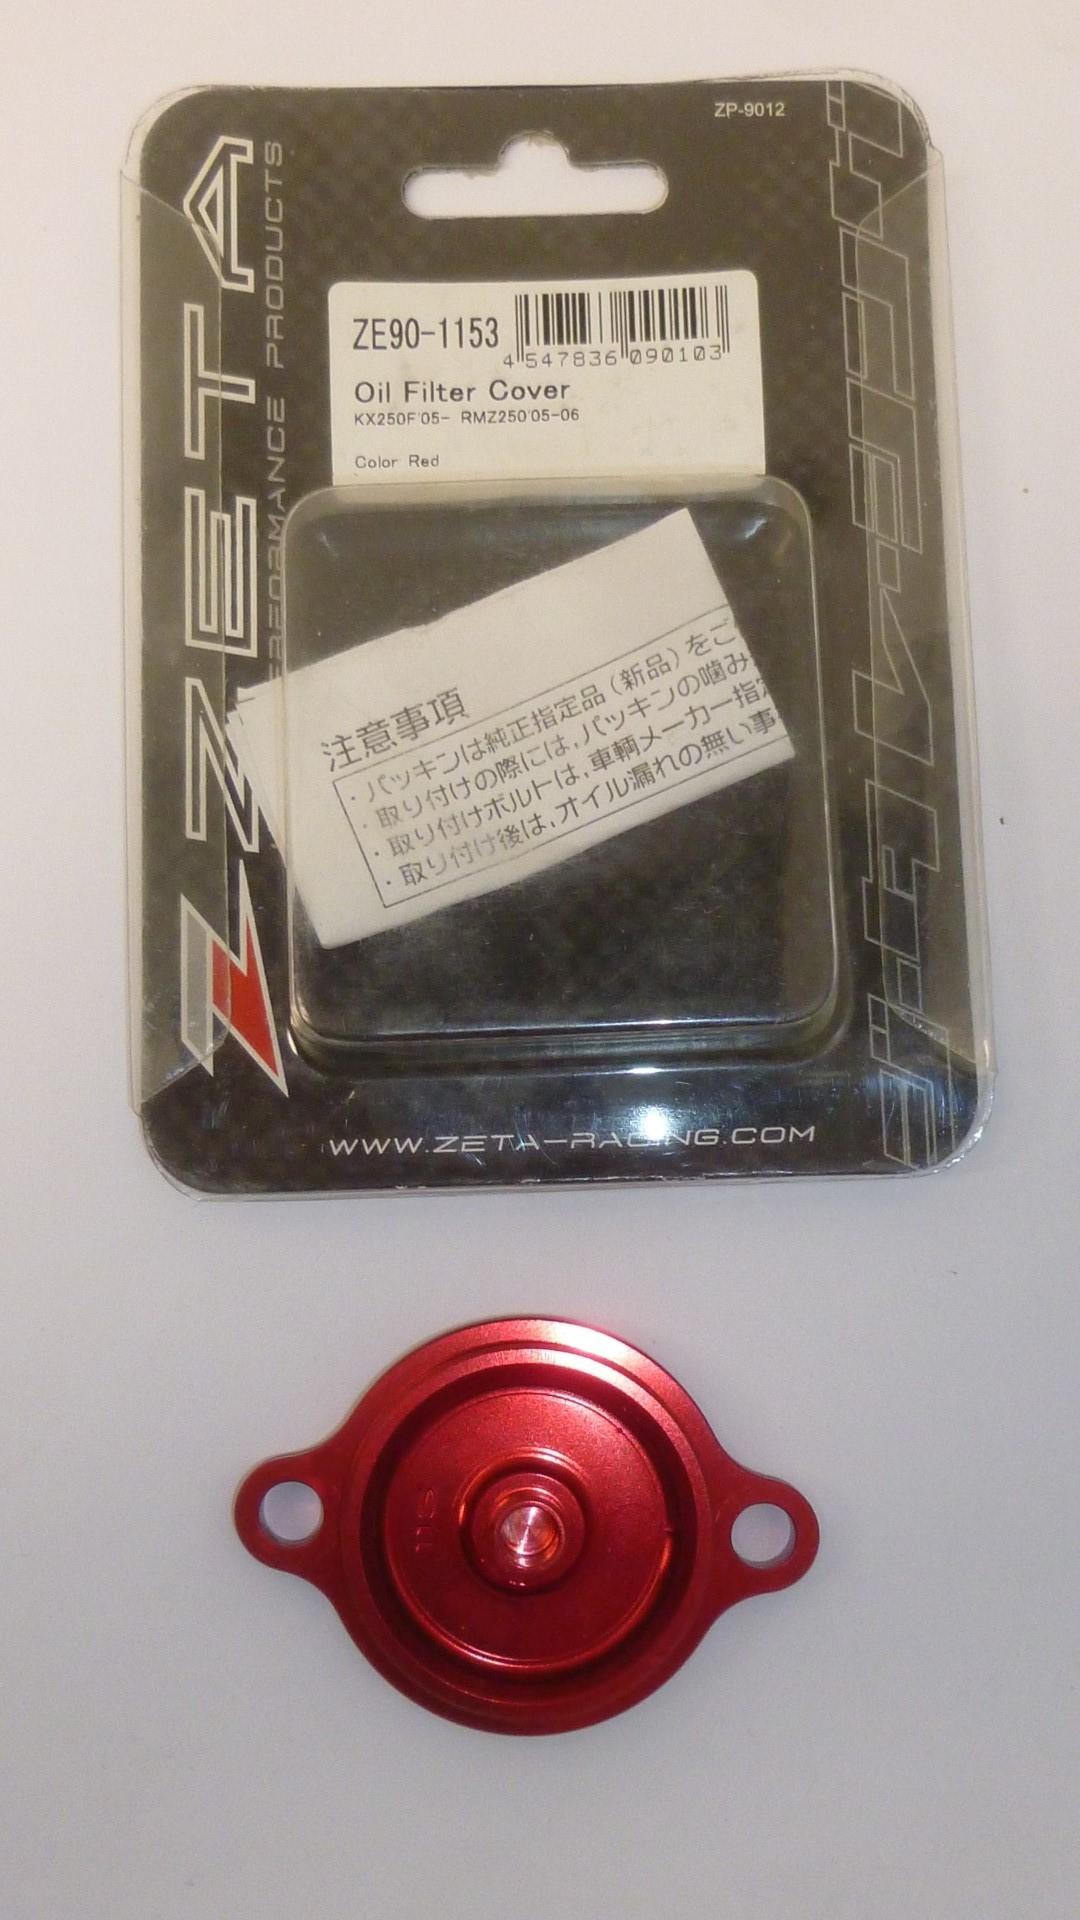 ZP-9012
ZETA
PERFORMANCE PRODUCTS
ZE90-1153
4 547836 090103
Oil Filter Cover
KX250F'05- RMZ250'05-06
Color Red
注意事項
・パッキンは純正指定品(新品)をご
・取り付けの際には、パッキンの噛み
・取り付けボルトは、車輌メーカー指定
・取り付け後は、オイル漏れの無い事
WWW.ZETA-RACING.COM